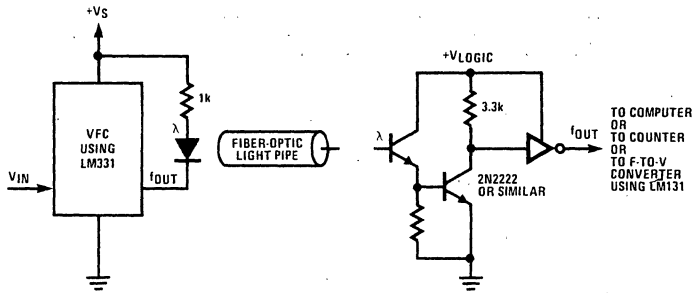 +VS
1k
λ
VFC
USING
LM331
VIN
fOUT
FIBER-OPTIC
LIGHT PIPE
λ
+VLOGIC
3.3k
2N2222
OR SIMILAR
fOUT
TO COMPUTER
OR
TO COUNTER
OR
TO F-TO-V
CONVERTER
USING LM131